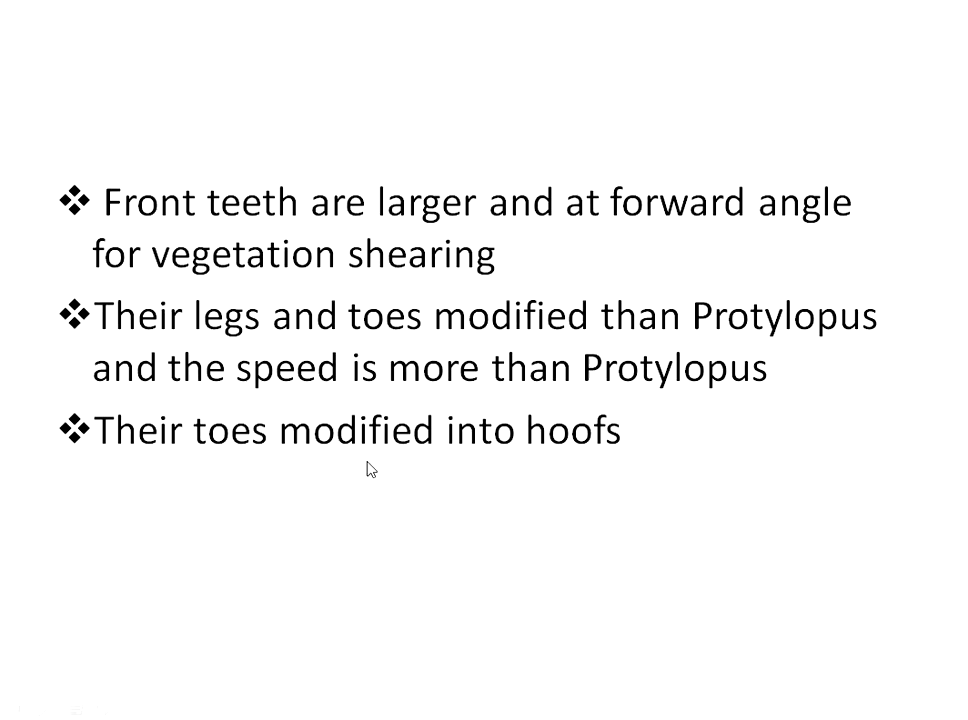 ❖ Front teeth are larger and at forward angle
for vegetation shearing
❖Their legs and toes modified than Protylopus
and the speed is more than Protylopus
❖Their toes modified into hoofs